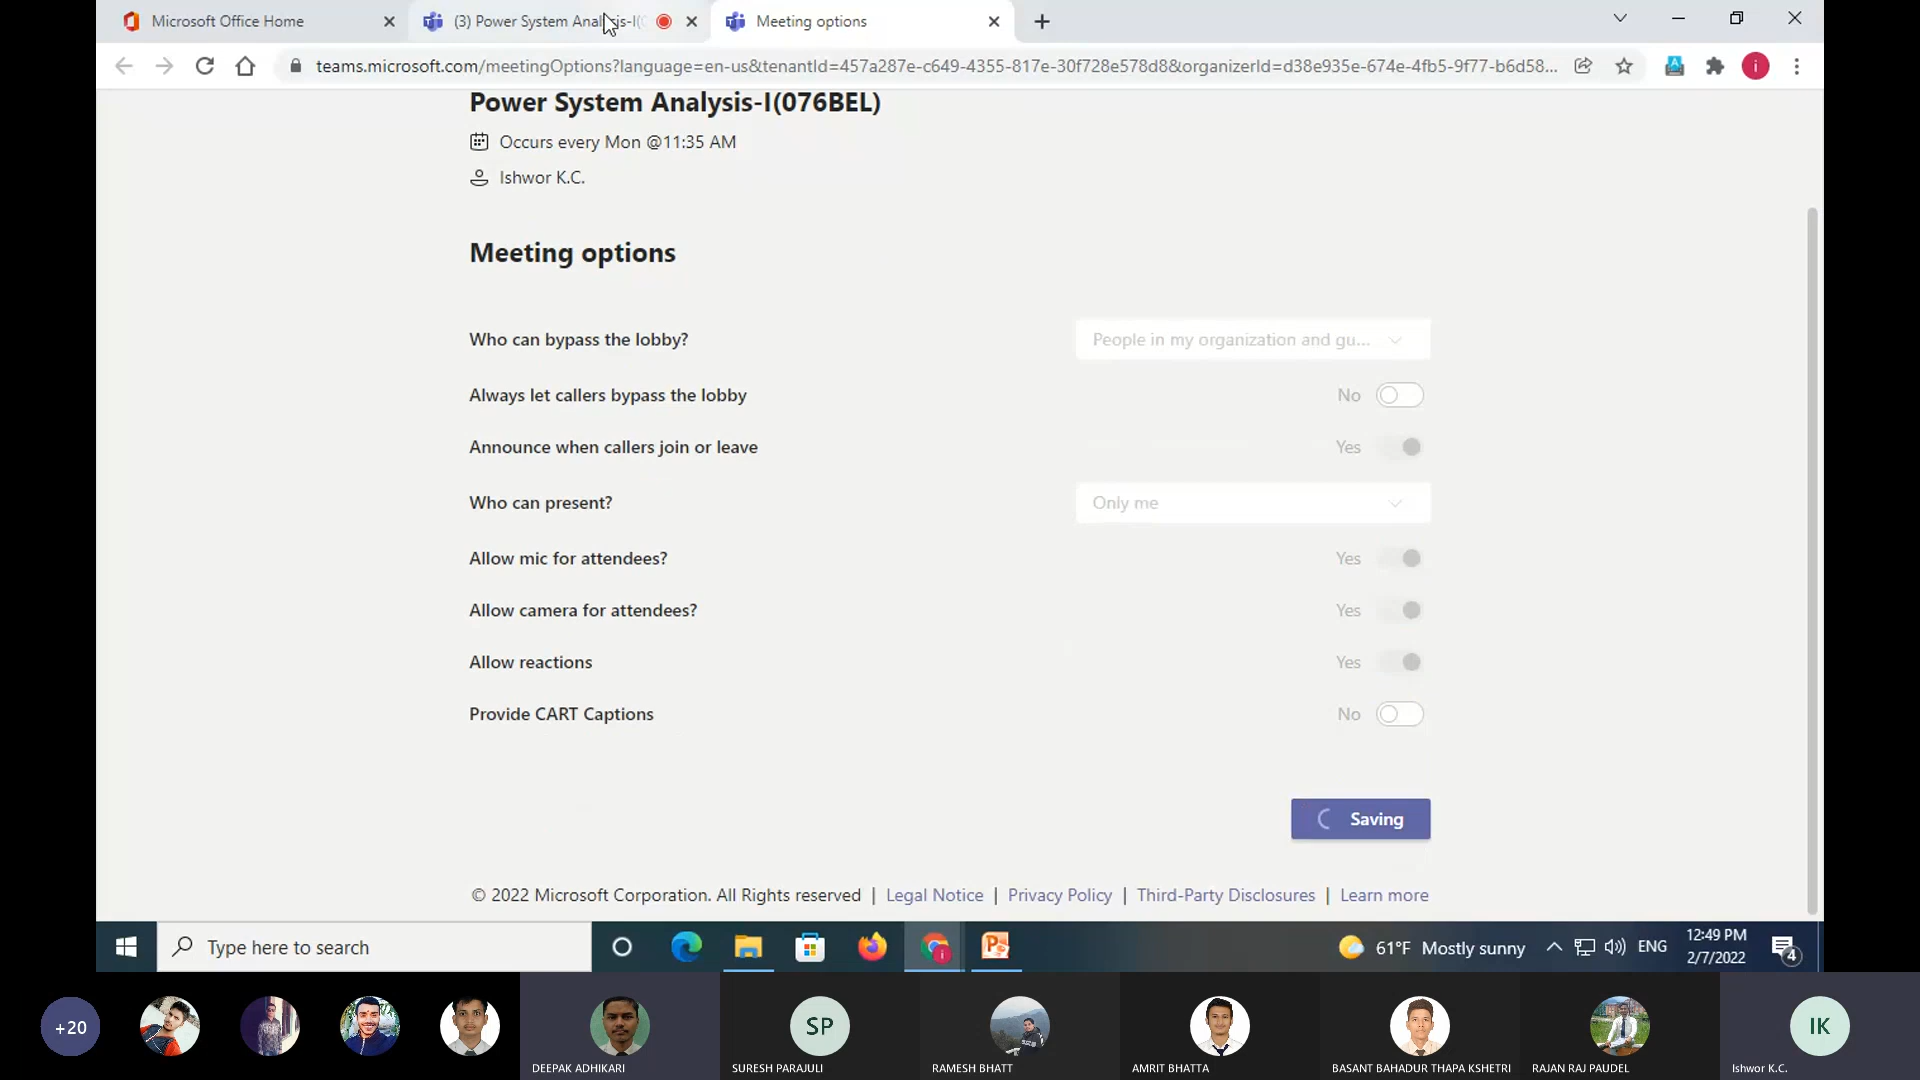 Microsoft Office Home
(3) Power System Analysis-I(
Meeting options
teams.microsoft.com/meetingOptions?language=en-us&tenantId=457a287e-c649-4355-817e-30f728e578d8&organizerId=d38e935e-674e-4fb5-9f77-b6d58...
i
Power System Analysis-I(076BEL)
Occurs every Mon @11:35 AM
Ishwor K.C.
Meeting options
Who can bypass the lobby?
People in my organization and gu...
Always let callers bypass the lobby
No
Announce when callers join or leave
Yes
Who can present?
Only me
Allow mic for attendees?
Yes
Allow camera for attendees?
Yes
Allow reactions
Yes
Provide CART Captions
No
Saving
© 2022 Microsoft Corporation. All Rights reserved | Legal Notice | Privacy Policy | Third-Party Disclosures | Learn more
Type here to search
61°F Mostly sunny
ENG
12:49 PM
2/7/2022
4
+20
SP
IK
DEEPAK ADHIKARI
SURESH PARAJULI
RAMESH BHATT
AMRIT BHATTA
BASANT BAHADUR THAPA KSHETRI
RAJAN RAJ PAUDEL
Ishwor K.C.